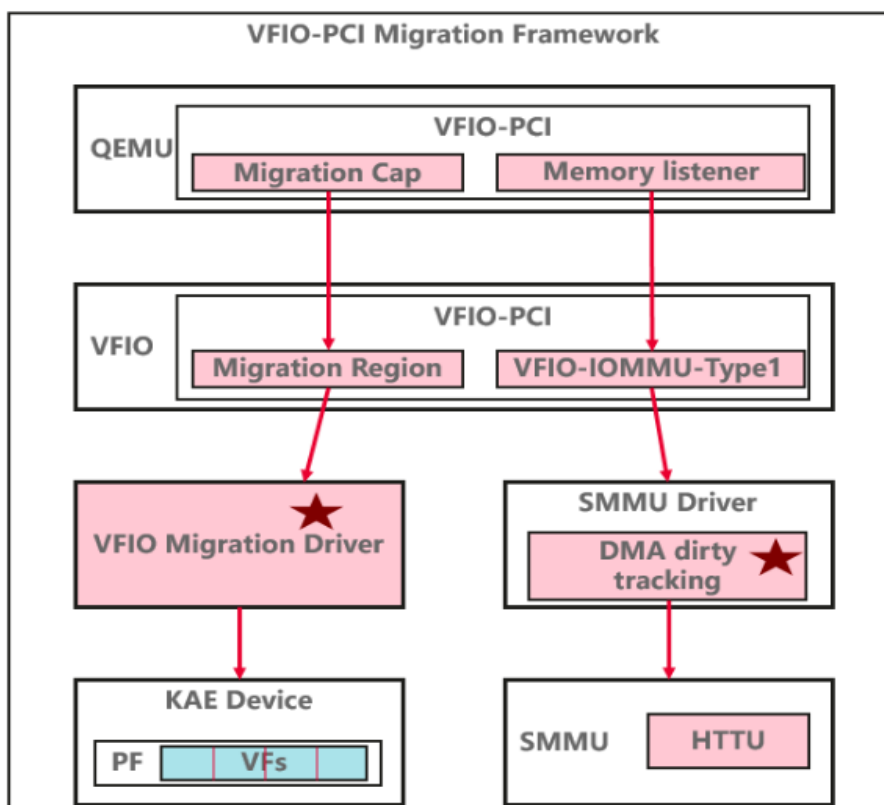 VFIO-PCI Migration Framework
QEMU
VFIO-PCI
Migration Cap
Memory listener
VFIO
VFIO-PCI
Migration Region
VFIO-IOMMU-Type1
VFIO Migration Driver
SMMU Driver
DMA dirty
tracking
KAE Device
PF
VFs
SMMU
HTTU